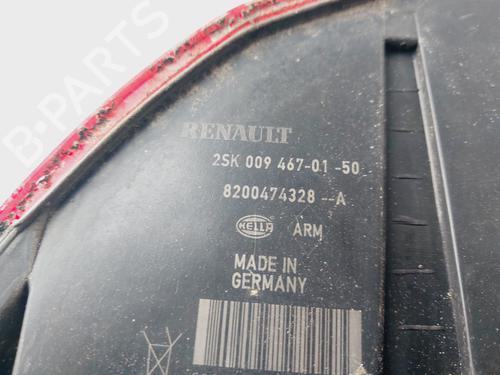 B-PARTS
RENAULT
2SK 009 467-01 -50
8200474328 --A
HELLA ARM
MADE IN
GERMANY